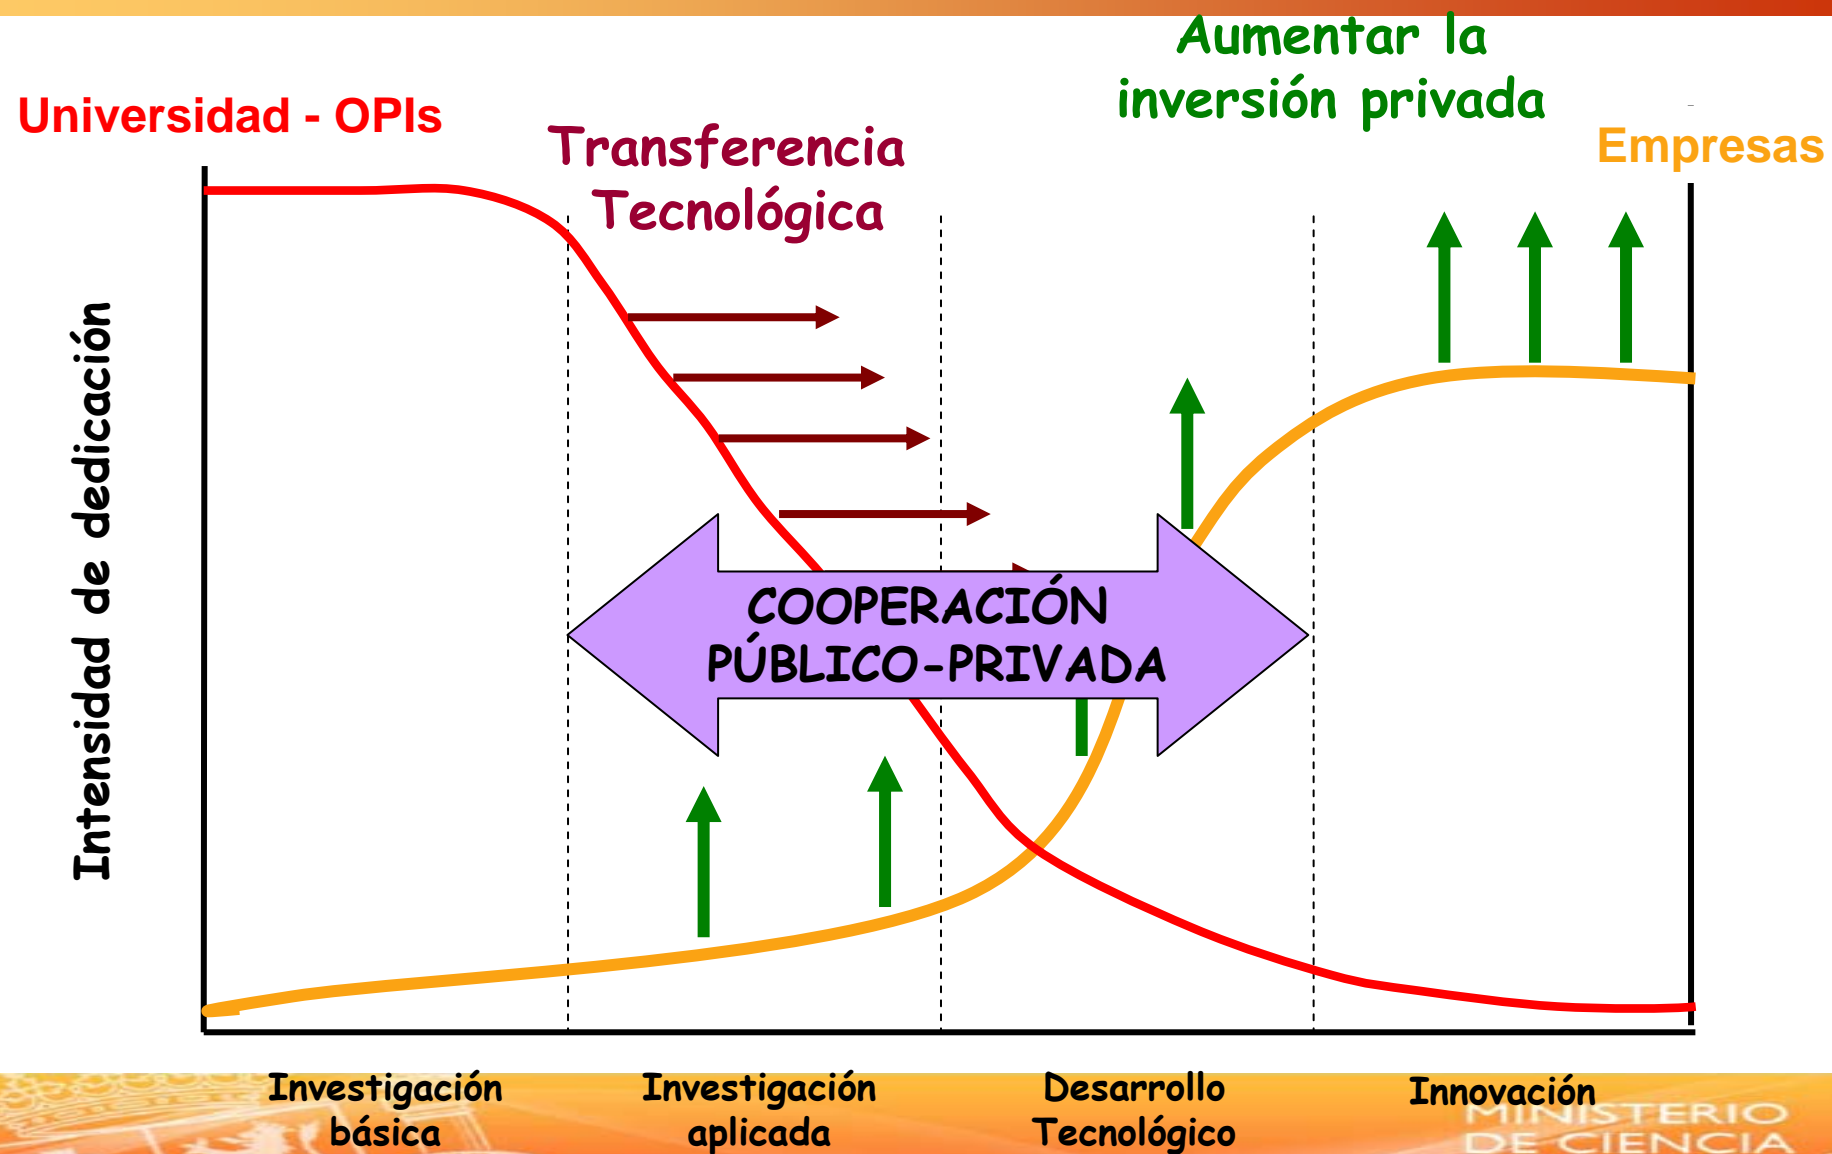 Aumentar la
inversión privada
Universidad - OPIs
Transferencia
Tecnológica
Empresas
Intensidad de dedicación
COOPERACIÓN
PÚBLICO-PRIVADA
Investigación
básica
Investigación
aplicada
Desarrollo
Tecnológico
Innovación
MINISTERIO
DE CIENCIA